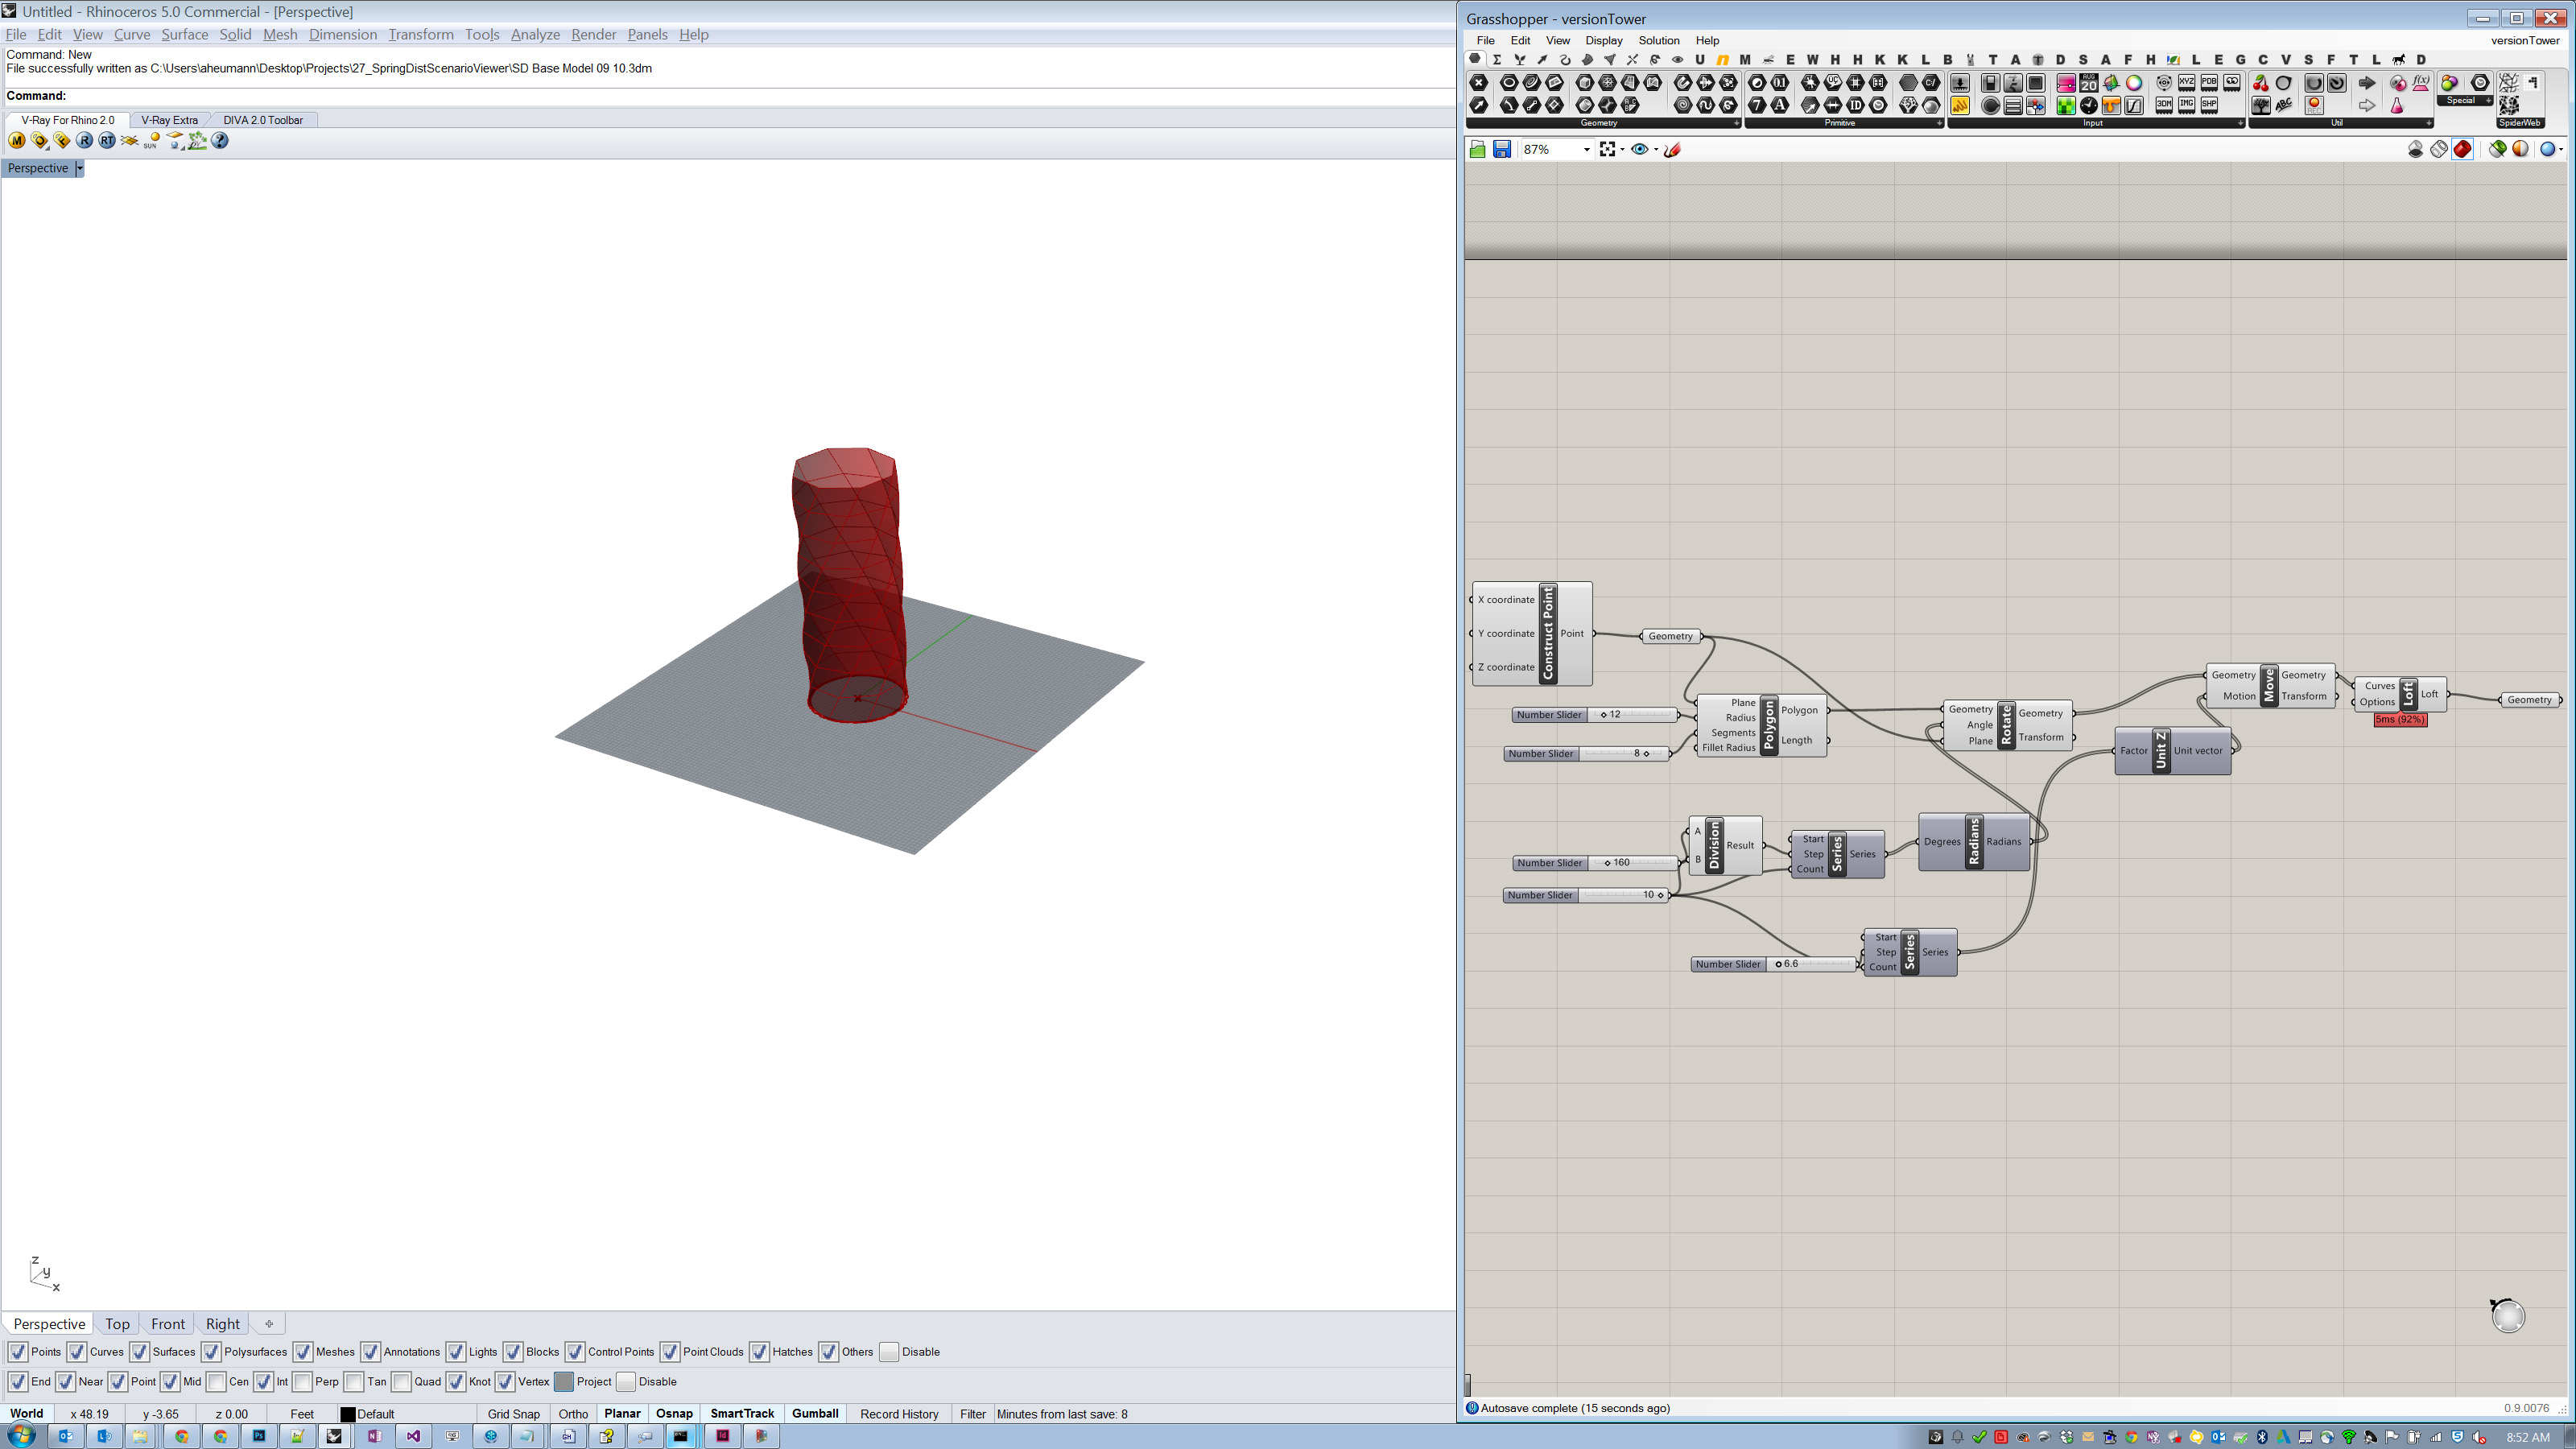 Untitled - Rhinoceros 5.0 Commercial - [Perspective]
File Edit View Curve Surface Solid Mesh Dimension Transform Tools Analyze Render Panels Help
Command: New
File successfully written as C:\Users\aheumann\Desktop\Projects\27_SpringDistScenarioViewer\SD Base Model 09 10.3dm
Command:
V-Ray For Rhino 2.0 V-Ray Extra DIVA 2.0 Toolbar
M R RT SUN ?
Perspective
z
y
x
Perspective Top Front Right
Points Curves Surfaces Polysurfaces Meshes Annotations Lights Blocks Control Points Point Clouds Hatches Others Disable
End Near Point Mid Cen Int Perp Tan Quad Knot Vertex Project Disable
World x 48.19 y -3.65 z 0.00 Feet Default Grid Snap Ortho Planar Osnap SmartTrack Gumball Record History Filter Minutes from last save: 8
Grasshopper - versionTower
File Edit View Display Solution Help versionTower
U n M E W H H K K L B T A D S A F H L E G C V S F T L D
Geometry Primitive Input Util Special SpiderWeb
87%
X coordinate
Y coordinate
Z coordinate
Construct Point
Point
Geometry
Number Slider 12
Number Slider 8
Plane
Radius
Segments
Fillet Radius
Polygon
Polygon
Length
Geometry
Angle
Plane
Rotate
Geometry
Transform
Geometry
Motion
Move
Geometry
Transform
Curves
Options
Loft
Loft
5ms (92%)
Geometry
Factor
Unit Z
Unit vector
Number Slider 160
Number Slider 10
A
B
Division
Result
Start
Step
Count
Series
Series
Degrees
Radians
Radians
Number Slider 6.6
Start
Step
Count
Series
Series
Autosave complete (15 seconds ago) 0.9.0076
8:52 AM